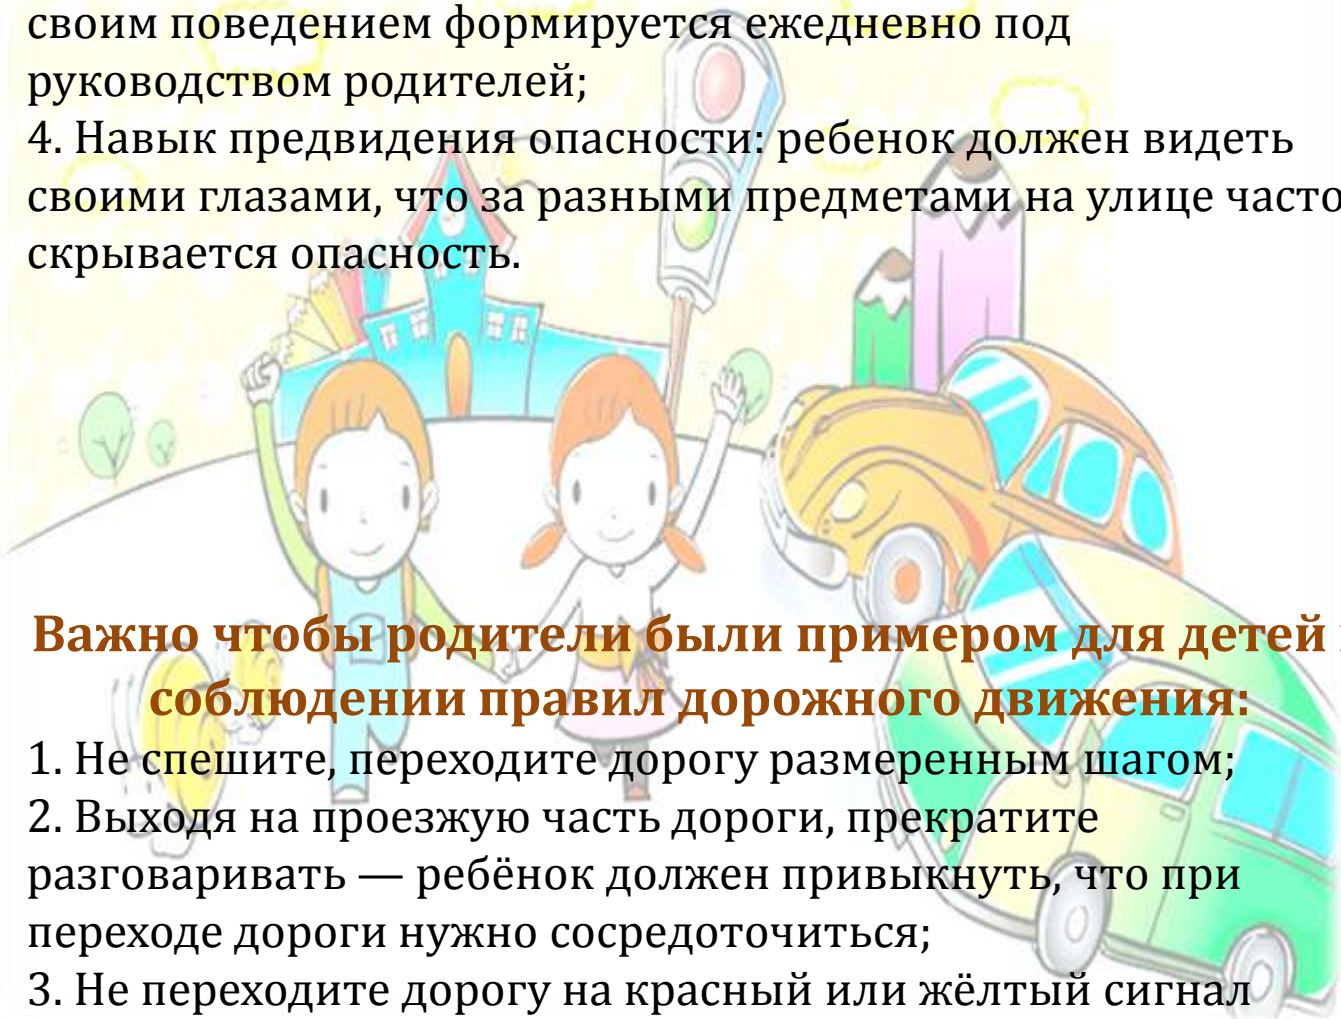 своим поведением формируется ежедневно под
руководством родителей;
4. Навык предвидения опасности: ребенок должен видеть
своими глазами, что за разными предметами на улице часто
скрывается опасность.
Важно чтобы родители были примером для детей
соблюдении правил дорожного движения:
1. Не спешите, переходите дорогу размеренным шагом;
2. Выходя на проезжую часть дороги, прекратите
разговаривать — ребёнок должен привыкнуть, что при
переходе дороги нужно сосредоточиться;
3. Не переходите дорогу на красный или жёлтый сигнал